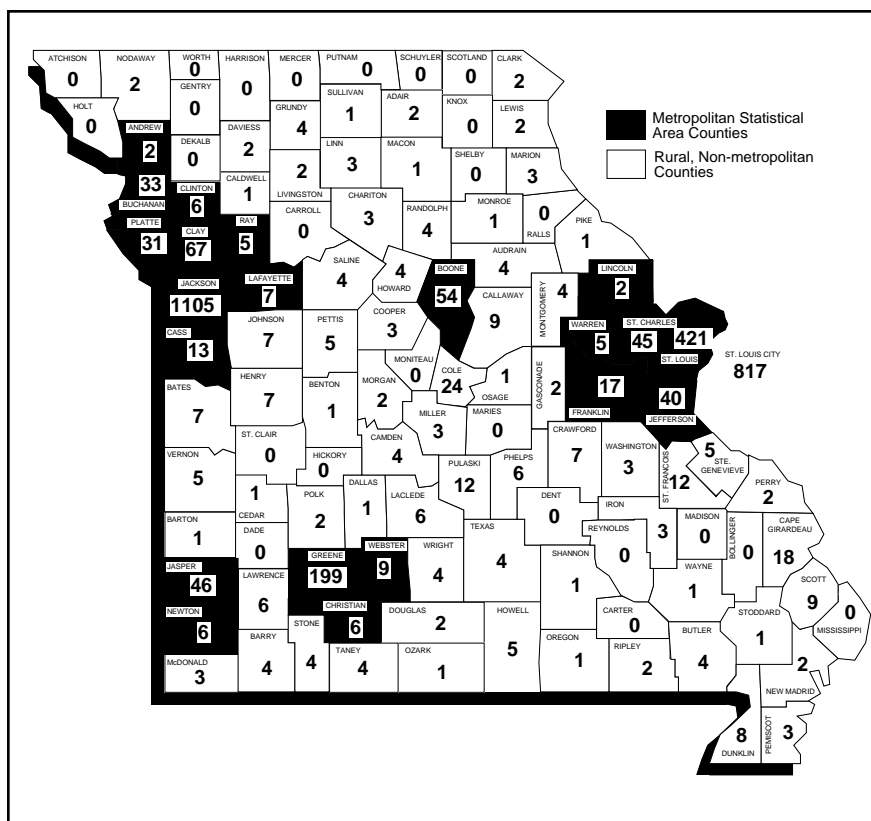 ATCHISON
0
NODAWAY
2
WORTH
0
HARRISON
0
MERCER
0
PUTNAM
0
SCHUYLER
0
SCOTLAND
0
CLARK
2
HOLT
0
GENTRY
0
SULLIVAN
1
ADAIR
2
KNOX
0
LEWIS
2
GRUNDY
4
ANDREW
2
DEKALB
0
DAVIESS
2
LINN
3
MACON
1
SHELBY
0
MARION
3
Metropolitan Statistical
Area Counties
Rural, Non-metropolitan
Counties
33
BUCHANAN
CLINTON
6
CALDWELL
1
2
LIVINGSTON
CHARITON
3
RANDOLPH
4
MONROE
1
0
RALLS
PIKE
1
PLATTE
31
CLAY
67
RAY
5
CARROLL
0
AUDRAIN
4
SALINE
4
4
HOWARD
BOONE
54
CALLAWAY
9
MONTGOMERY
4
LINCOLN
2
JACKSON
1105
LAFAYETTE
7
JOHNSON
7
PETTIS
5
COOPER
3
WARREN
5
ST. CHARLES
45
421
ST. LOUIS
ST. LOUIS CITY
817
CASS
13
MONITEAU
0
COLE
24
1
OSAGE
GASCONADE
2
17
FRANKLIN
40
JEFFERSON
BATES
7
HENRY
7
BENTON
1
MORGAN
2
MILLER
3
MARIES
0
VERNON
5
ST. CLAIR
0
HICKORY
0
CAMDEN
4
PULASKI
12
PHELPS
6
CRAWFORD
7
WASHINGTON
3
ST. FRANCOIS
12
5
STE.
GENEVIEVE
PERRY
2
1
CEDAR
POLK
2
DALLAS
1
LACLEDE
6
DENT
0
IRON
3
MADISON
0
BOLLINGER
0
CAPE
GIRARDEAU
18
BARTON
1
DADE
0
TEXAS
4
REYNOLDS
0
GREENE
199
WEBSTER
9
WRIGHT
4
SHANNON
1
WAYNE
1
SCOTT
9
0
MISSISSIPPI
JASPER
46
LAWRENCE
6
NEWTON
6
CHRISTIAN
6
DOUGLAS
2
HOWELL
5
CARTER
0
STODDARD
1
STONE
4
BARRY
4
TANEY
4
OZARK
1
OREGON
1
RIPLEY
2
BUTLER
4
McDONALD
3
2
NEW MADRID
8
DUNKLIN
PEMISCOT
3